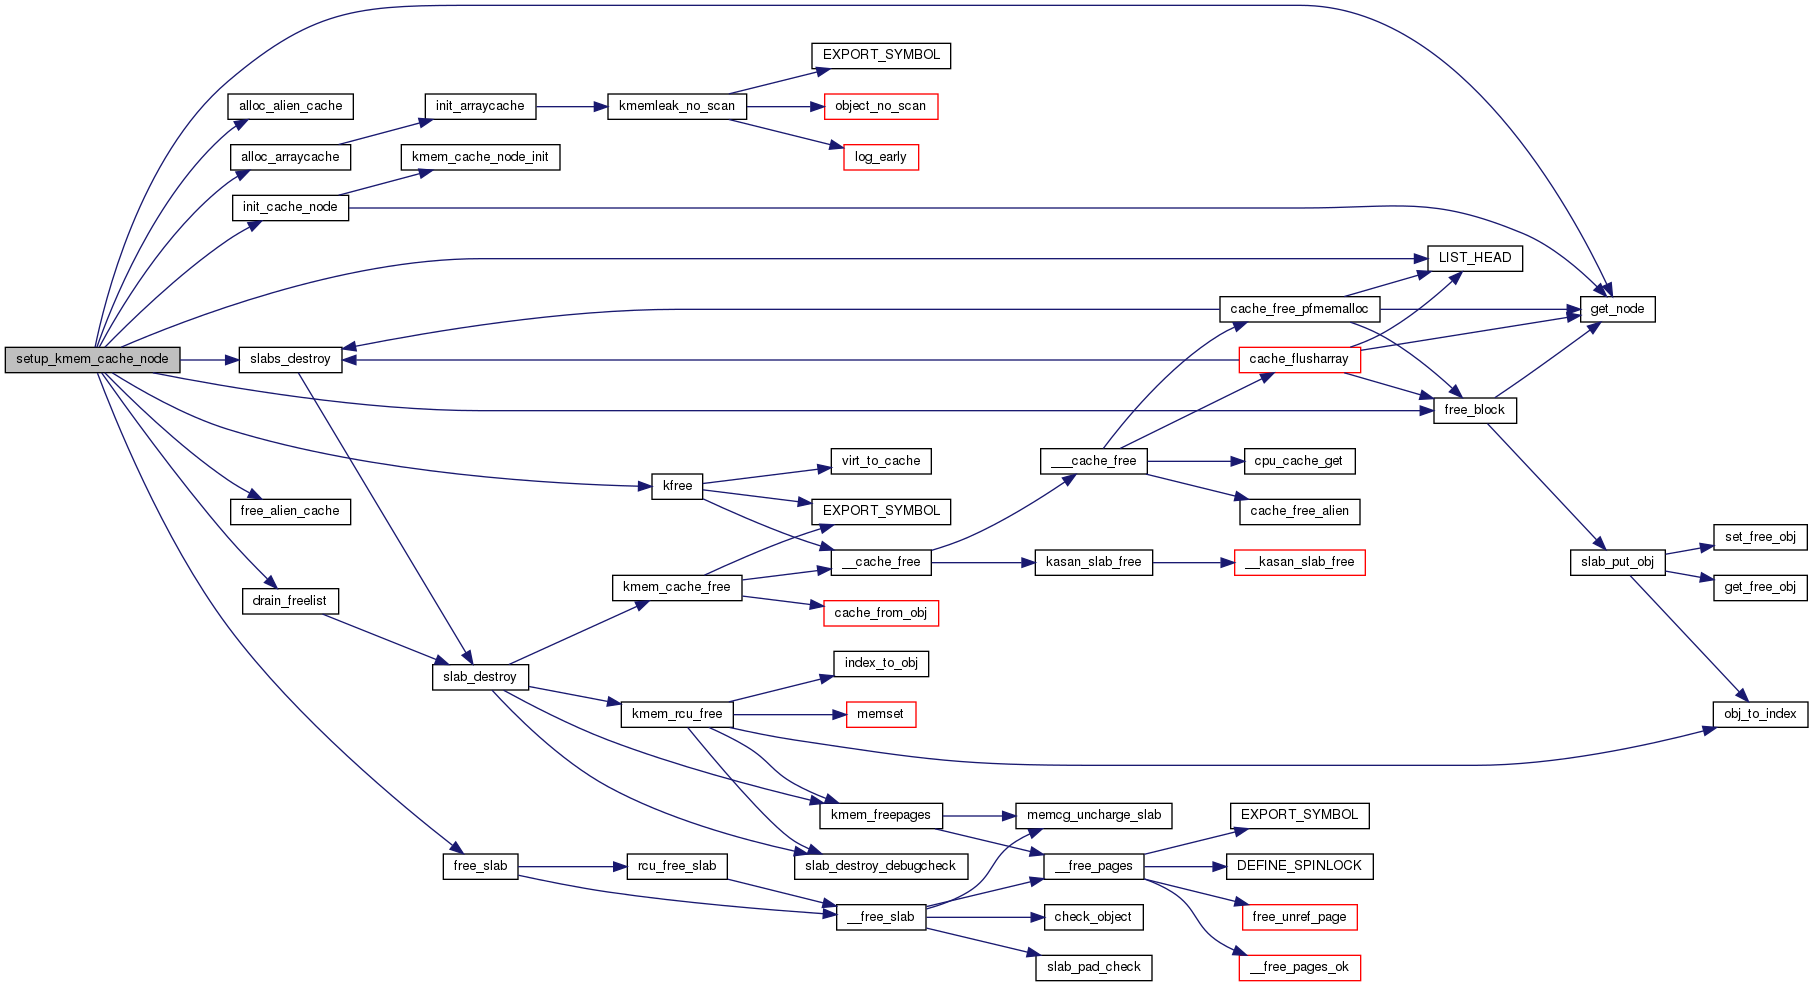 EXPORT_SYMBOL
alloc_alien_cache
init_arraycache
kmemleak_no_scan
object_no_scan
alloc_arraycache
kmem_cache_node_init
log_early
init_cache_node
LIST_HEAD
cache_free_pfmemalloc
get_node
setup_kmem_cache_node
slabs_destroy
cache_flusharray
free_block
virt_to_cache
___cache_free
cpu_cache_get
kfree
free_alien_cache
EXPORT_SYMBOL
cache_free_alien
set_free_obj
__cache_free
kasan_slab_free
__kasan_slab_free
slab_put_obj
kmem_cache_free
get_free_obj
drain_freelist
cache_from_obj
index_to_obj
slab_destroy
kmem_rcu_free
memset
obj_to_index
kmem_freepages
memcg_uncharge_slab
EXPORT_SYMBOL
free_slab
rcu_free_slab
slab_destroy_debugcheck
__free_pages
DEFINE_SPINLOCK
__free_slab
check_object
free_unref_page
slab_pad_check
__free_pages_ok